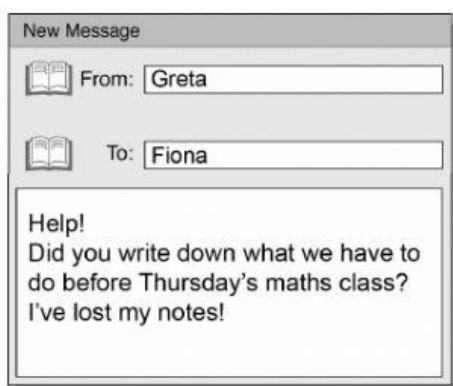 New Message
From: Greta
To: Fiona
Help!
Did you write down what we have to
do before Thursday's maths class?
I've lost my notes!